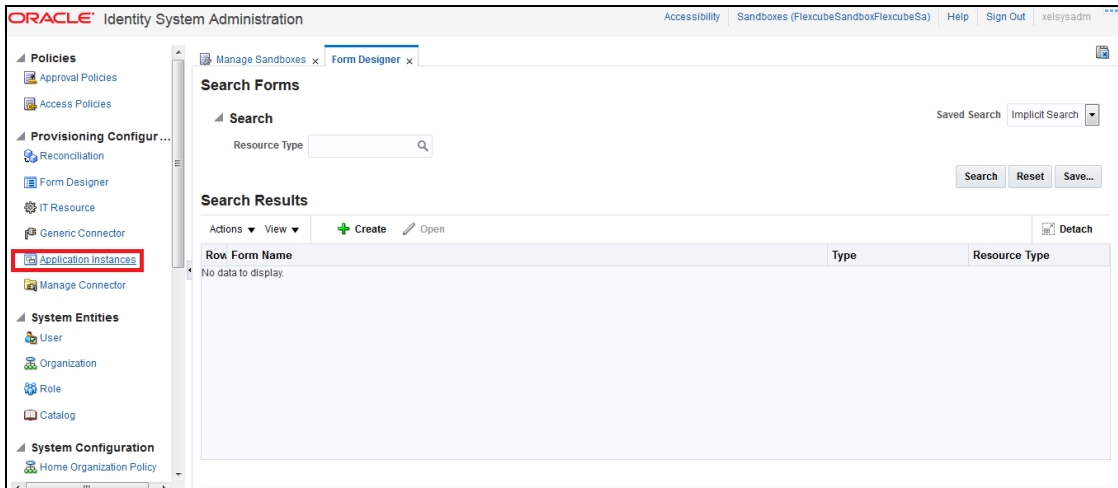 ORACLE® Identity System Administration
Accessibility Sandboxes (FlexcubeSandboxFlexcubeSa) Help Sign Out xelsysadm
Policies
Approval Policies
Access Policies
Provisioning Configur...
Reconciliation
Form Designer
IT Resource
Generic Connector
Application Instances
Manage Connector
System Entities
User
Organization
Role
Catalog
System Configuration
Home Organization Policy
Manage Sandboxes x Form Designer x
Search Forms
Search
Saved Search Implicit Search
Resource Type
Search Reset Save...
Search Results
Actions View Create Open Detach
Row Form Name Type Resource Type
No data to display.